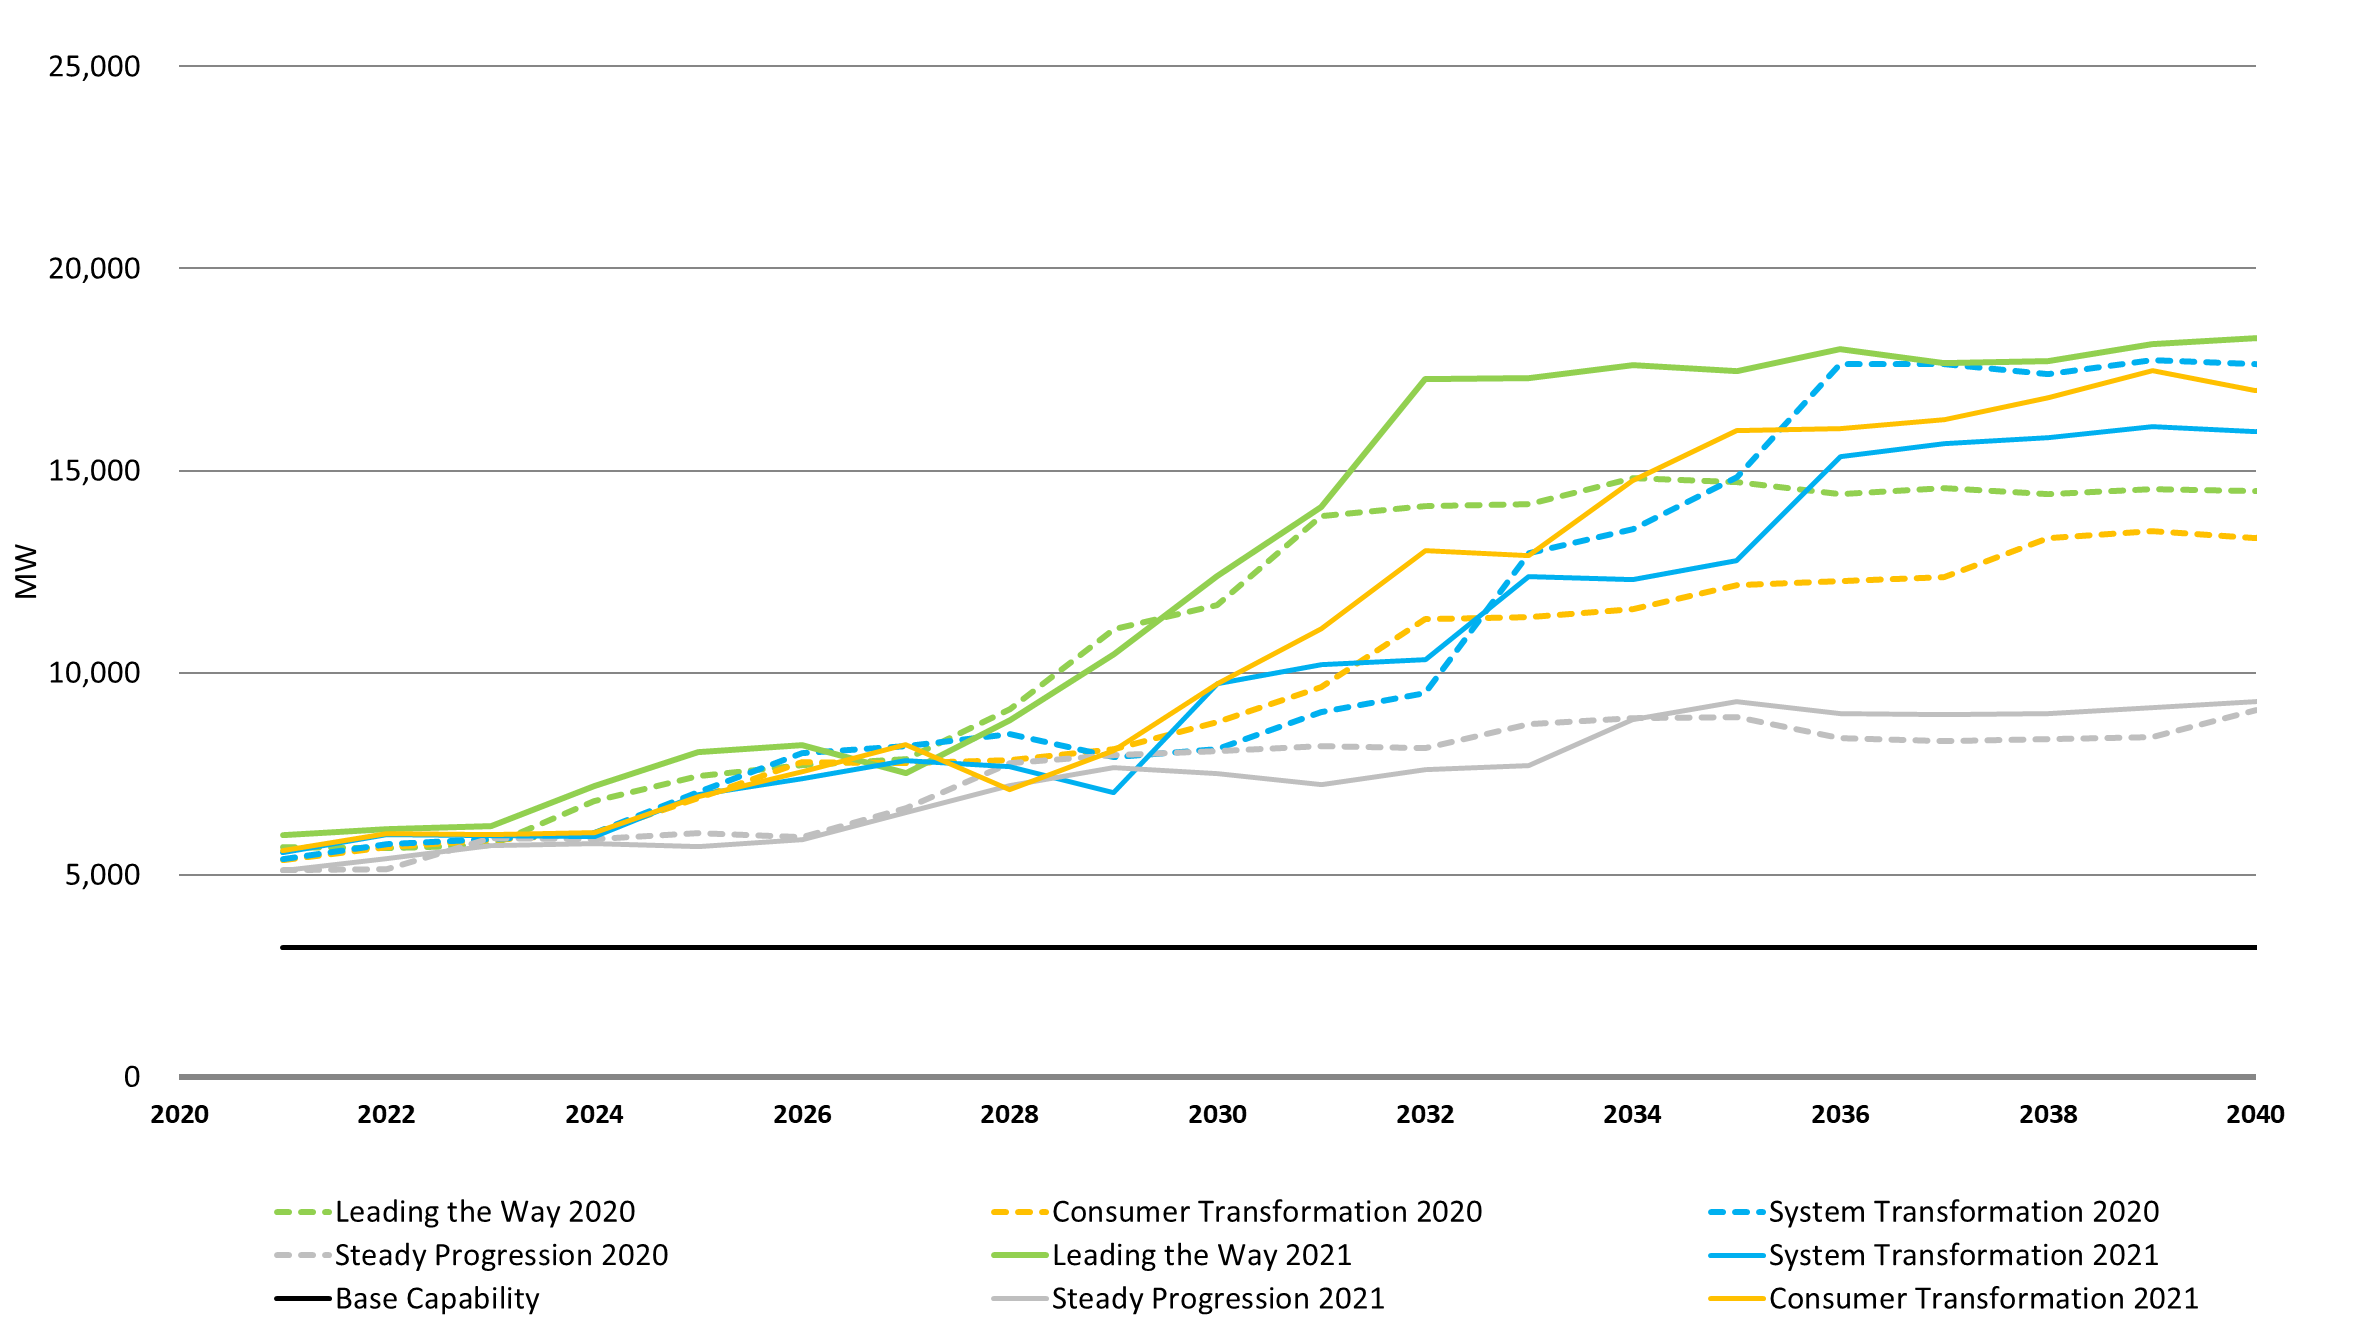 25,000
20,000
15,000
MW
10,000
5,000
0
2020 2022 2024 2026 2028 2030 2032 2034 2036 2038 2040
Leading the Way 2020 Consumer Transformation 2020 System Transformation 2020
Steady Progression 2020 Leading the Way 2021 System Transformation 2021
Base Capability Steady Progression 2021 Consumer Transformation 2021